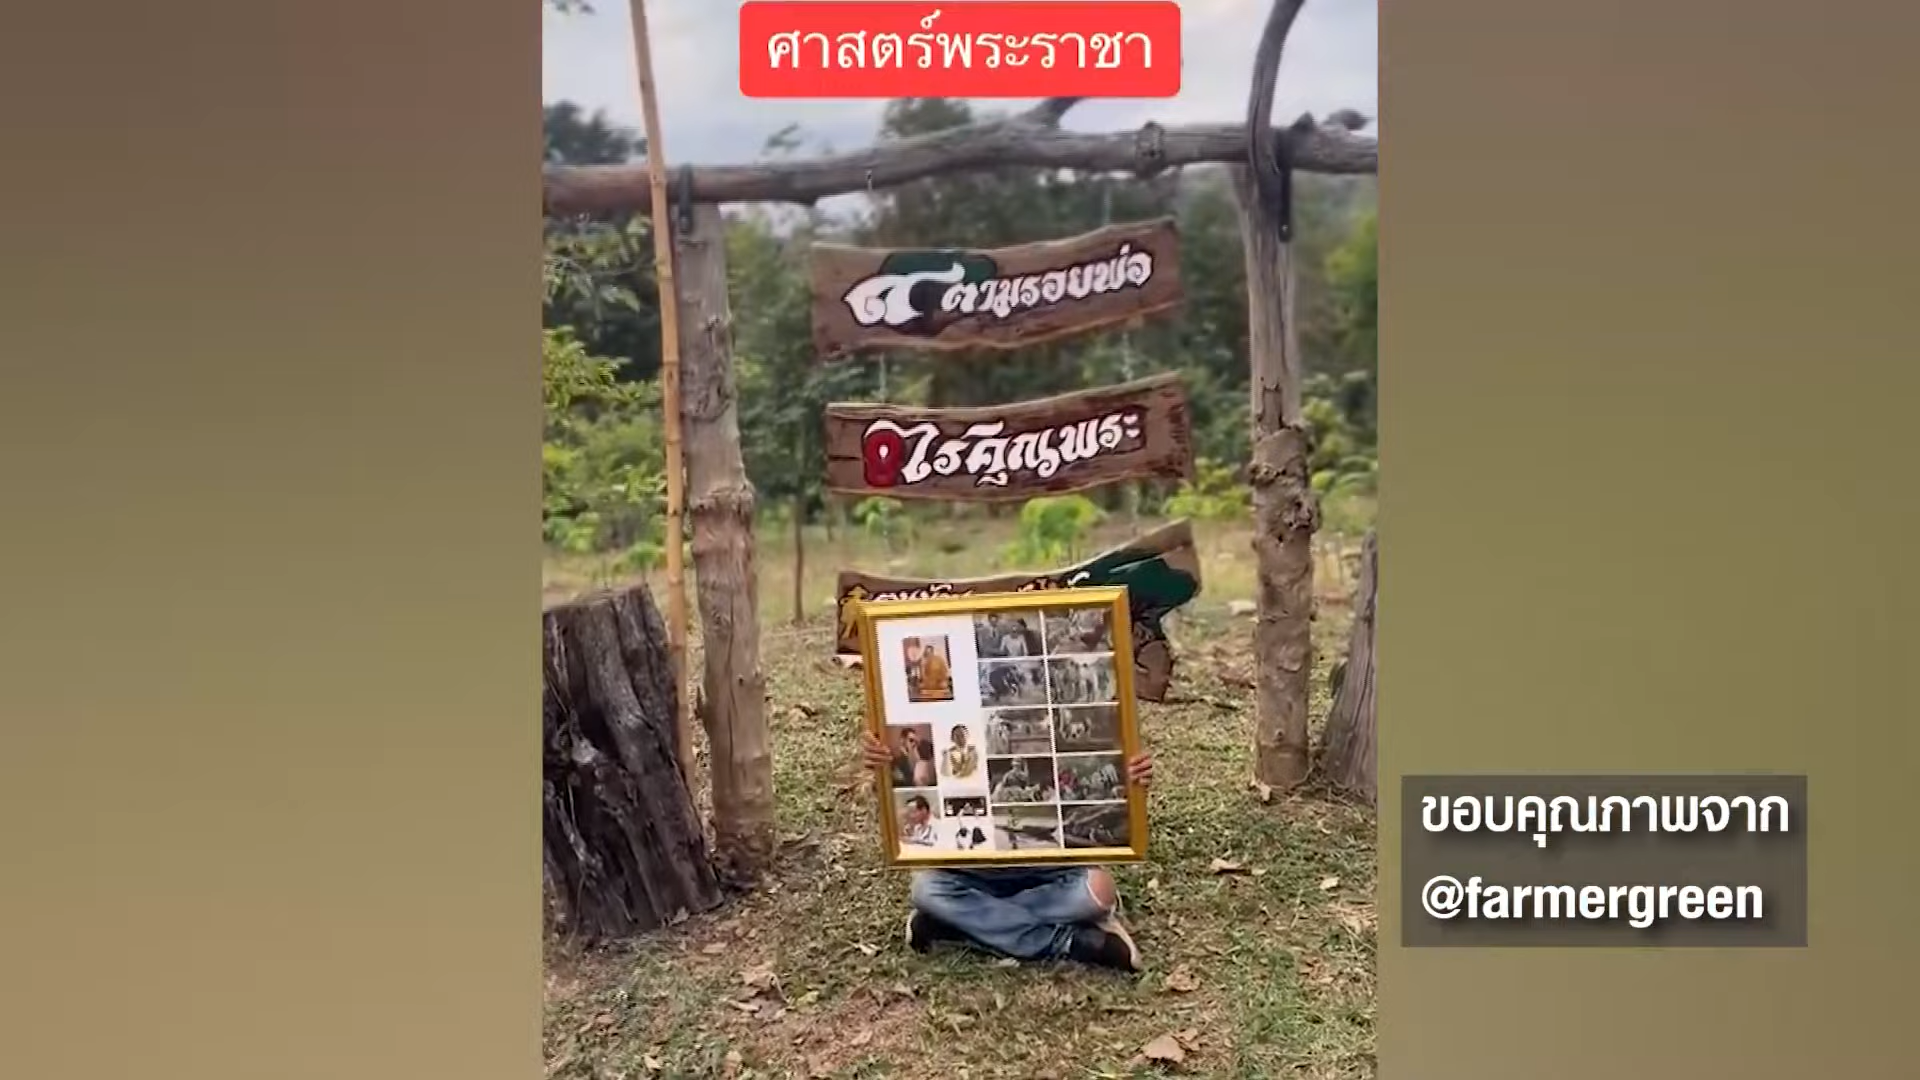 ศาสตร์พระราชา
ตามรอยพ่อ
๑ไร่คุณพระ
ขอบคุณภาพจาก
@farmergreen